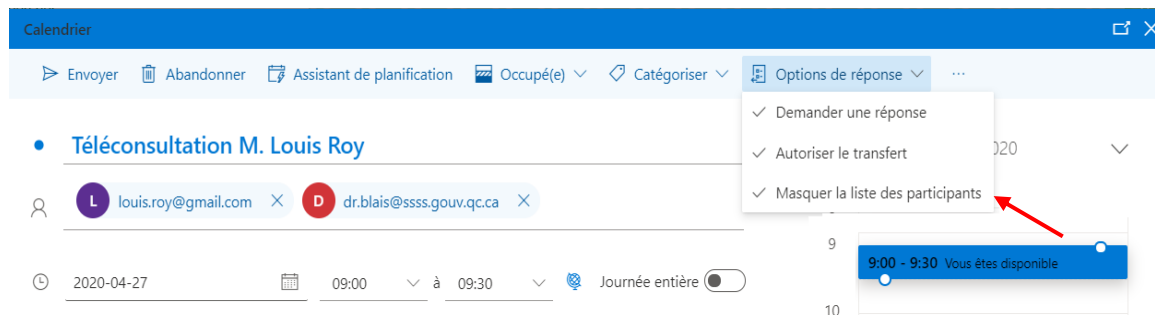 Calendrier
Envoyer Abandonner Assistant de planification Occupé(e) Catégoriser Options de réponse ...
Demander une réponse
Téléconsultation M. Louis Roy
Autoriser le transfert
020
L louis.roy@gmail.com D dr.blais@ssss.gouv.qc.ca
Masquer la liste des participants
9
9:00 - 9:30 Vous êtes disponible
2020-04-27 09:00 à 09:30 Journée entière
10